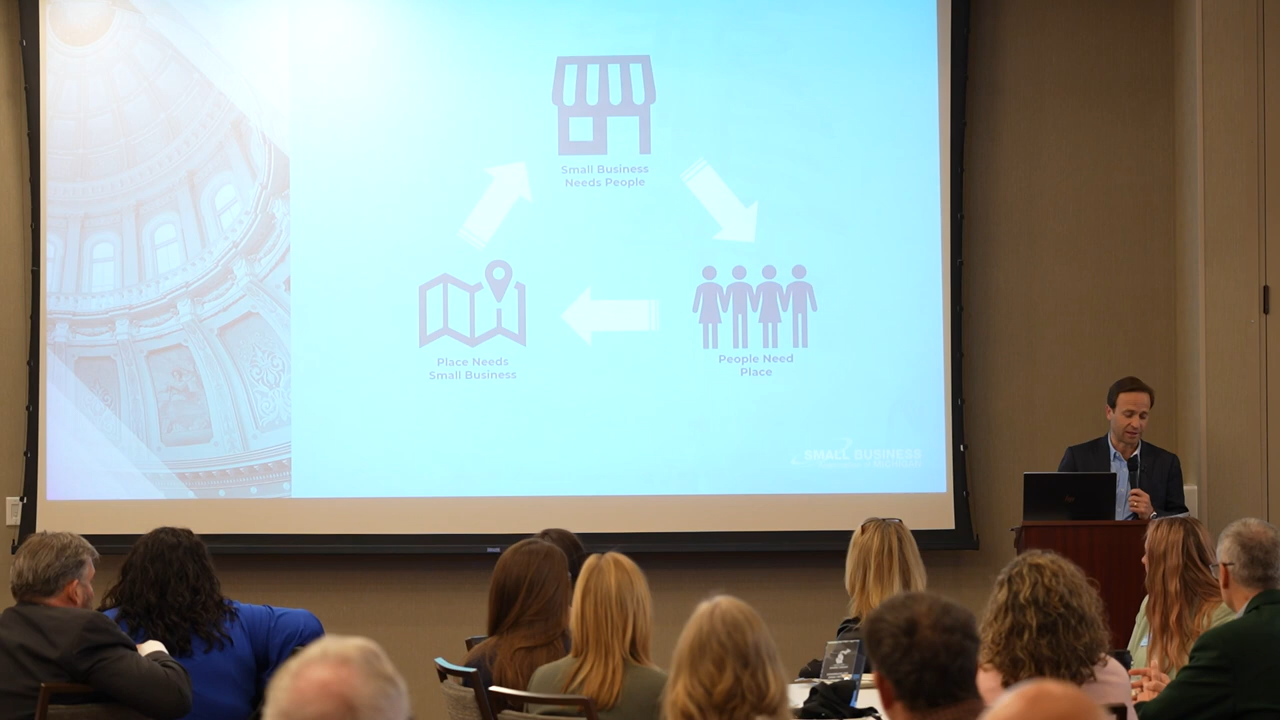 Small Business
Needs People
Place Needs
Small Business
People Need
Place
SMALL BUSINESS